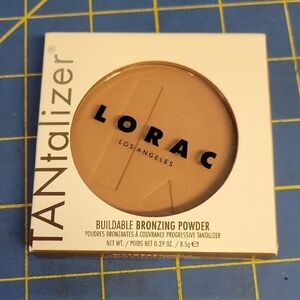 TANtalizer®
LORAC
LOS ANGELES
BUILDABLE BRONZING POWDER
POUDRES BRONZANTES À COUVRANCE PROGRESSIVE TANTALIZER
NET WT. / POIDS NET 0.29 OZ. / 8.5g ℮